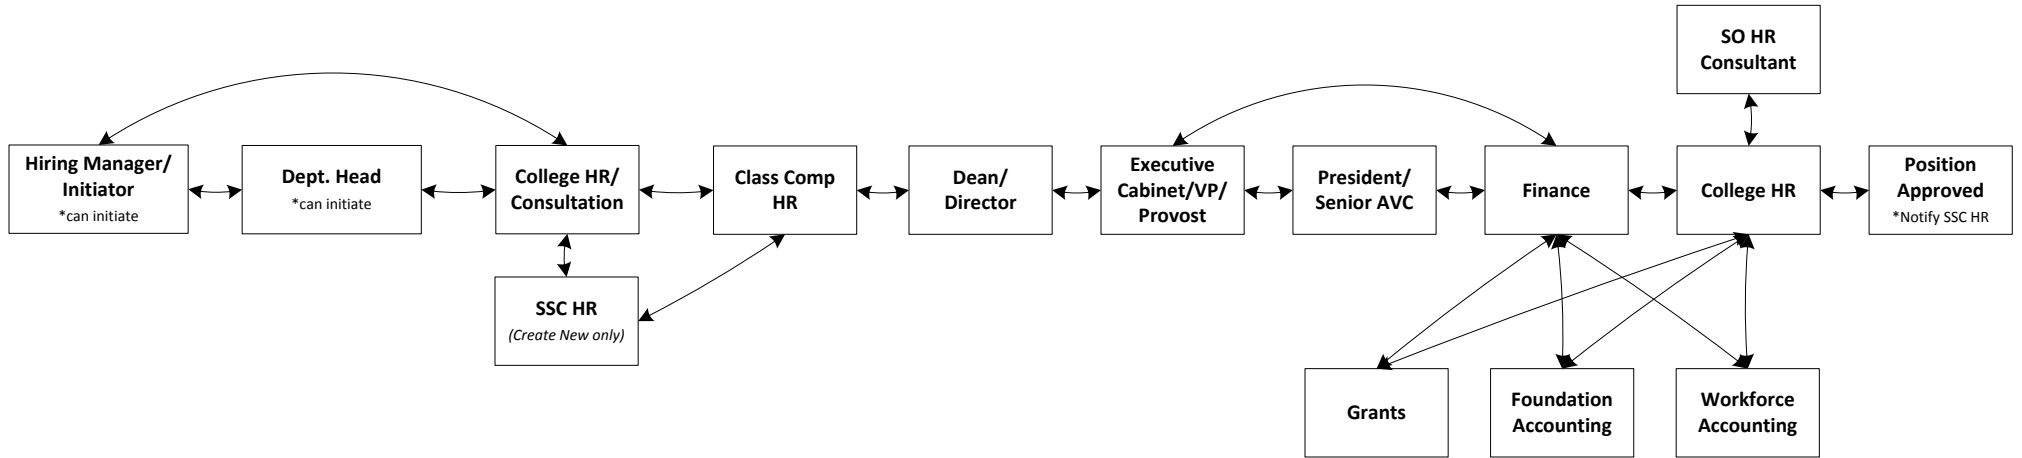 SO HR
Consultant
Hiring Manager/
Initiator
*can initiate
Dept. Head
*can initiate
College HR/
Consultation
Class Comp
HR
Dean/
Director
Executive
Cabinet/VP/
Provost
President/
Senior AVC
Finance
College HR
Position
Approved
*Notify SSC HR
SSC HR
(Create New only)
Grants
Foundation
Accounting
Workforce
Accounting